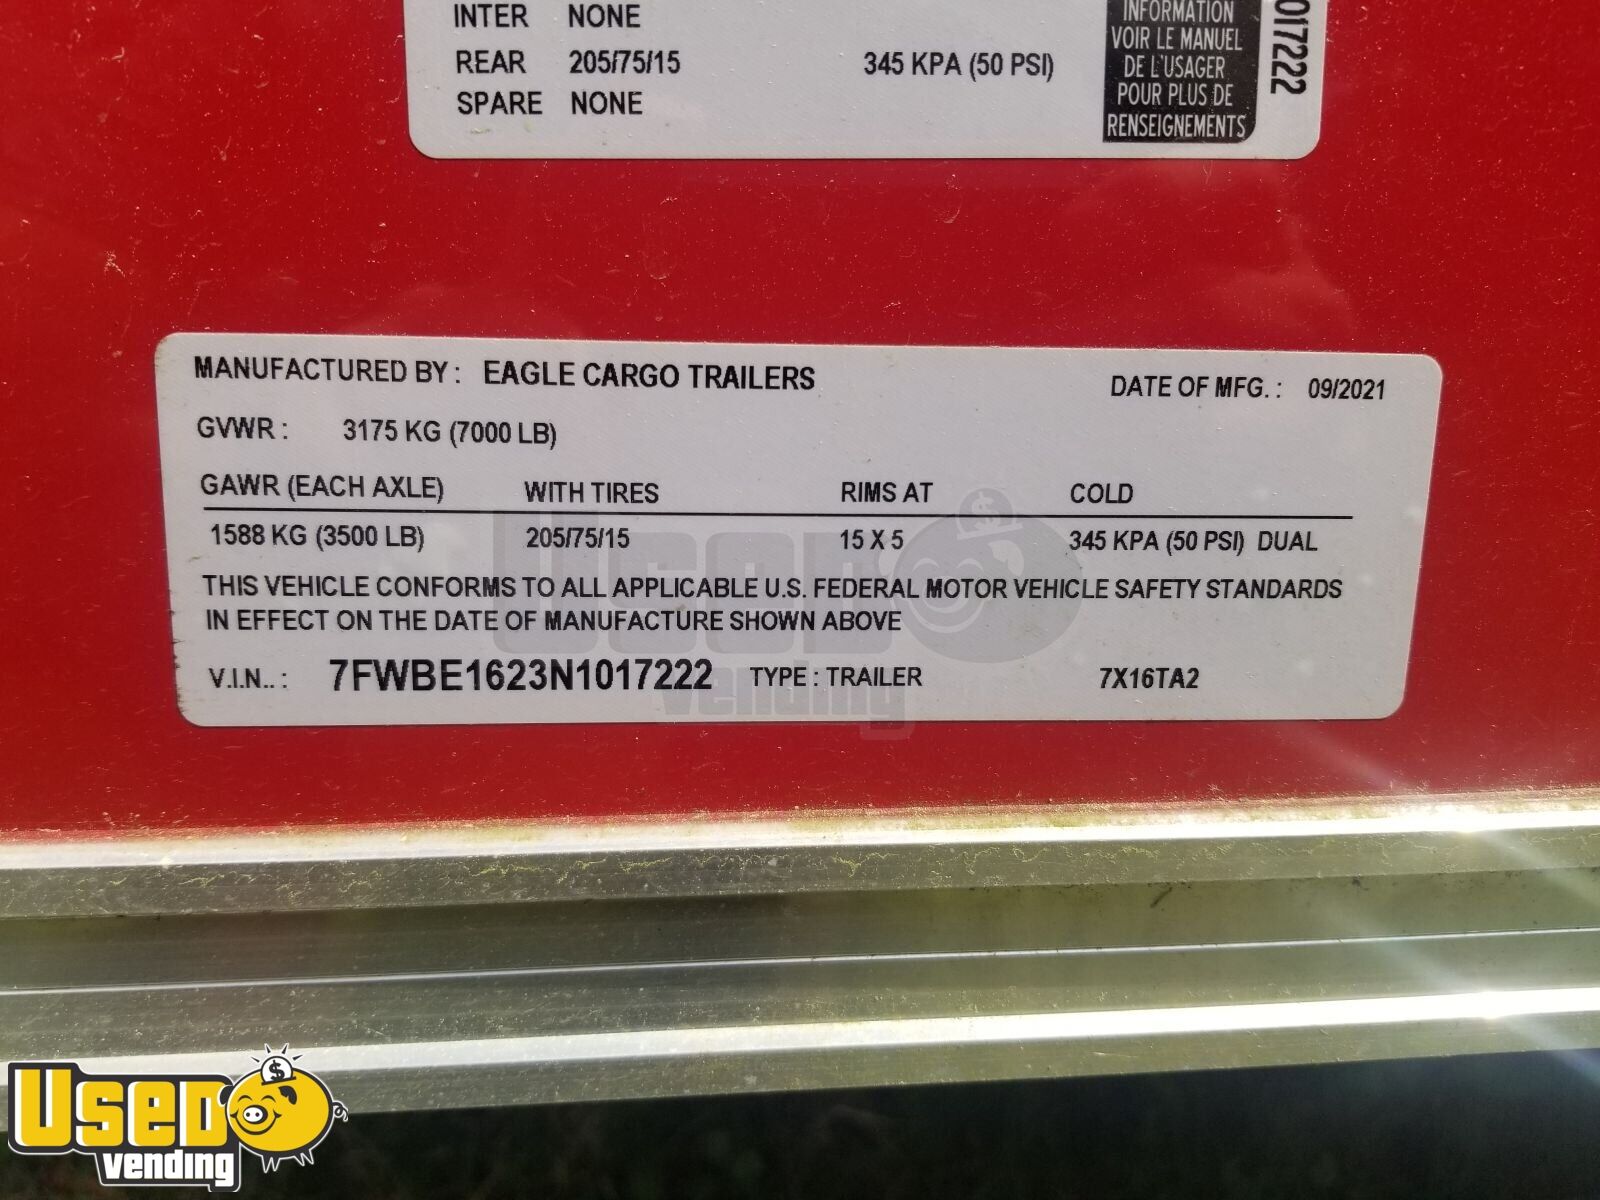 INTER NONE
REAR 205/75/15 345 KPA (50 PSI)
SPARE NONE
INFORMATION
VOIR LE MANUEL
DE L'USAGER
POUR PLUS DE
RENSEIGNEMENTS
017222
MANUFACTURED BY : EAGLE CARGO TRAILERS DATE OF MFG. : 09/2021
GVWR : 3175 KG (7000 LB)
GAWR (EACH AXLE) WITH TIRES RIMS AT COLD
1588 KG (3500 LB) 205/75/15 15 X 5 345 KPA (50 PSI) DUAL
THIS VEHICLE CONFORMS TO ALL APPLICABLE U.S. FEDERAL MOTOR VEHICLE SAFETY STANDARDS
IN EFFECT ON THE DATE OF MANUFACTURE SHOWN ABOVE
V.I.N.. : 7FWBE1623N1017222 TYPE : TRAILER 7X16TA2
USED
vending
$
USED
vending
$